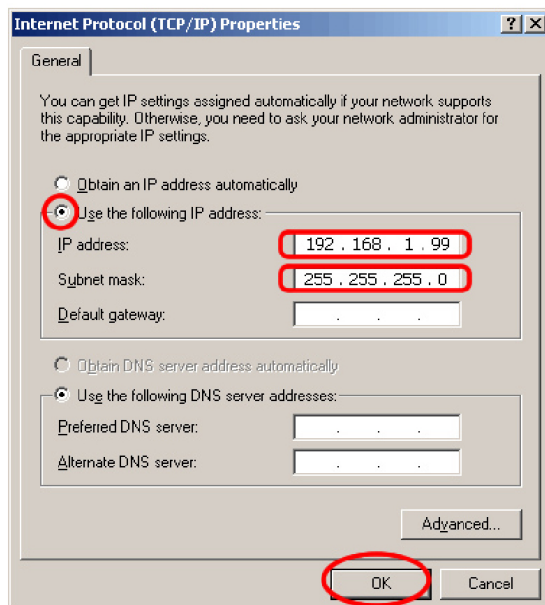 Internet Protocol (TCP/IP) Properties
General
You can get IP settings assigned automatically if your network supports
this capability. Otherwise, you need to ask your network administrator for
the appropriate IP settings.
Obtain an IP address automatically
Use the following IP address:
IP address: 192 . 168 . 1 . 99
Subnet mask: 255 . 255 . 255 . 0
Default gateway: . . .
Obtain DNS server address automatically
Use the following DNS server addresses:
Preferred DNS server: . . .
Alternate DNS server: . . .
Advanced...
OK Cancel